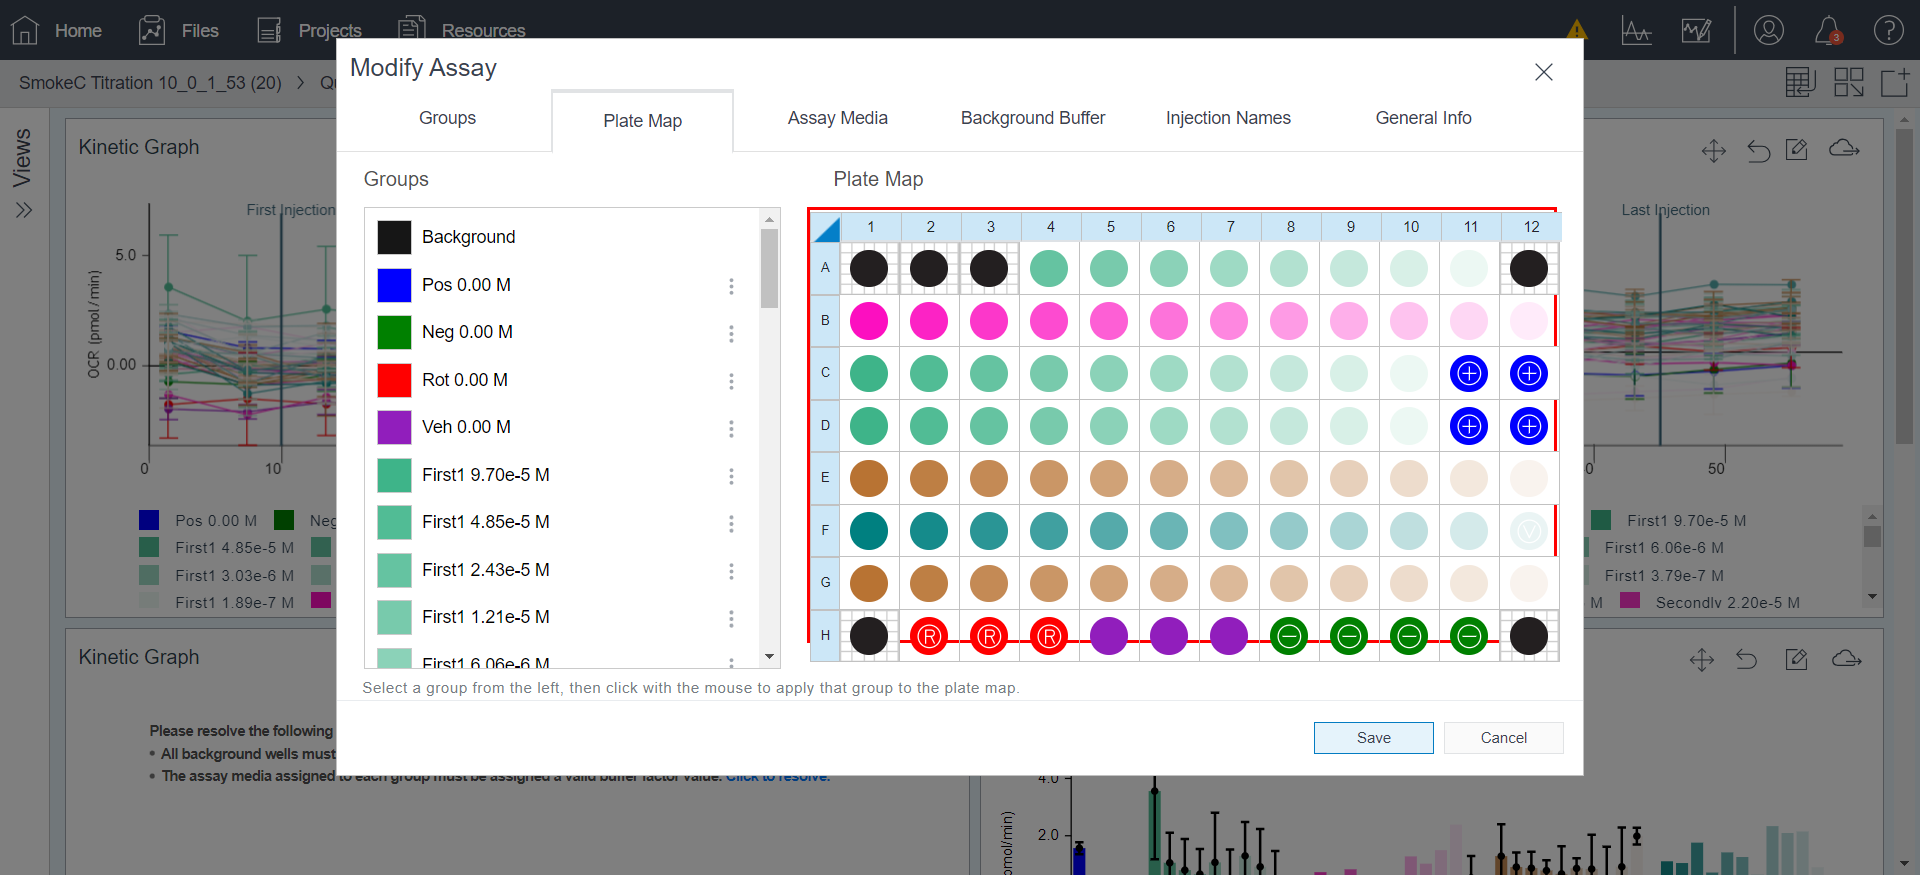 Home Files Projects Resources 3
SmokeC Titration 10_0_1_53 (20) > Qu
Views
Kinetic Graph
First Injection
5.0
0.00
OCR (pmol/min)
0 10
Pos 0.00 M Neg
First1 4.85e-5 M
First1 3.03e-6 M
First1 1.89e-7 M
Modify Assay
Groups Plate Map Assay Media Background Buffer Injection Names General Info
Groups
Background
Pos 0.00 M
Neg 0.00 M
Rot 0.00 M
Veh 0.00 M
First1 9.70e-5 M
First1 4.85e-5 M
First1 2.43e-5 M
First1 1.21e-5 M
First1 6.06e-6 M
Plate Map
1 2 3 4 5 6 7 8 9 10 11 12
A
B
C
D
E
F V
G
H R R R
Select a group from the left, then click with the mouse to apply that group to the plate map.
Save Cancel
Last Injection
0 50
First1 9.70e-5 M
First1 6.06e-6 M
First1 3.79e-7 M
M Secondly 2.20e-5 M
Kinetic Graph
Please resolve the following
• All background wells must
• The assay media assigned to each group must be assigned a valid buffer factor value. Click to resolve.
4.0
2.0
pmol/min)